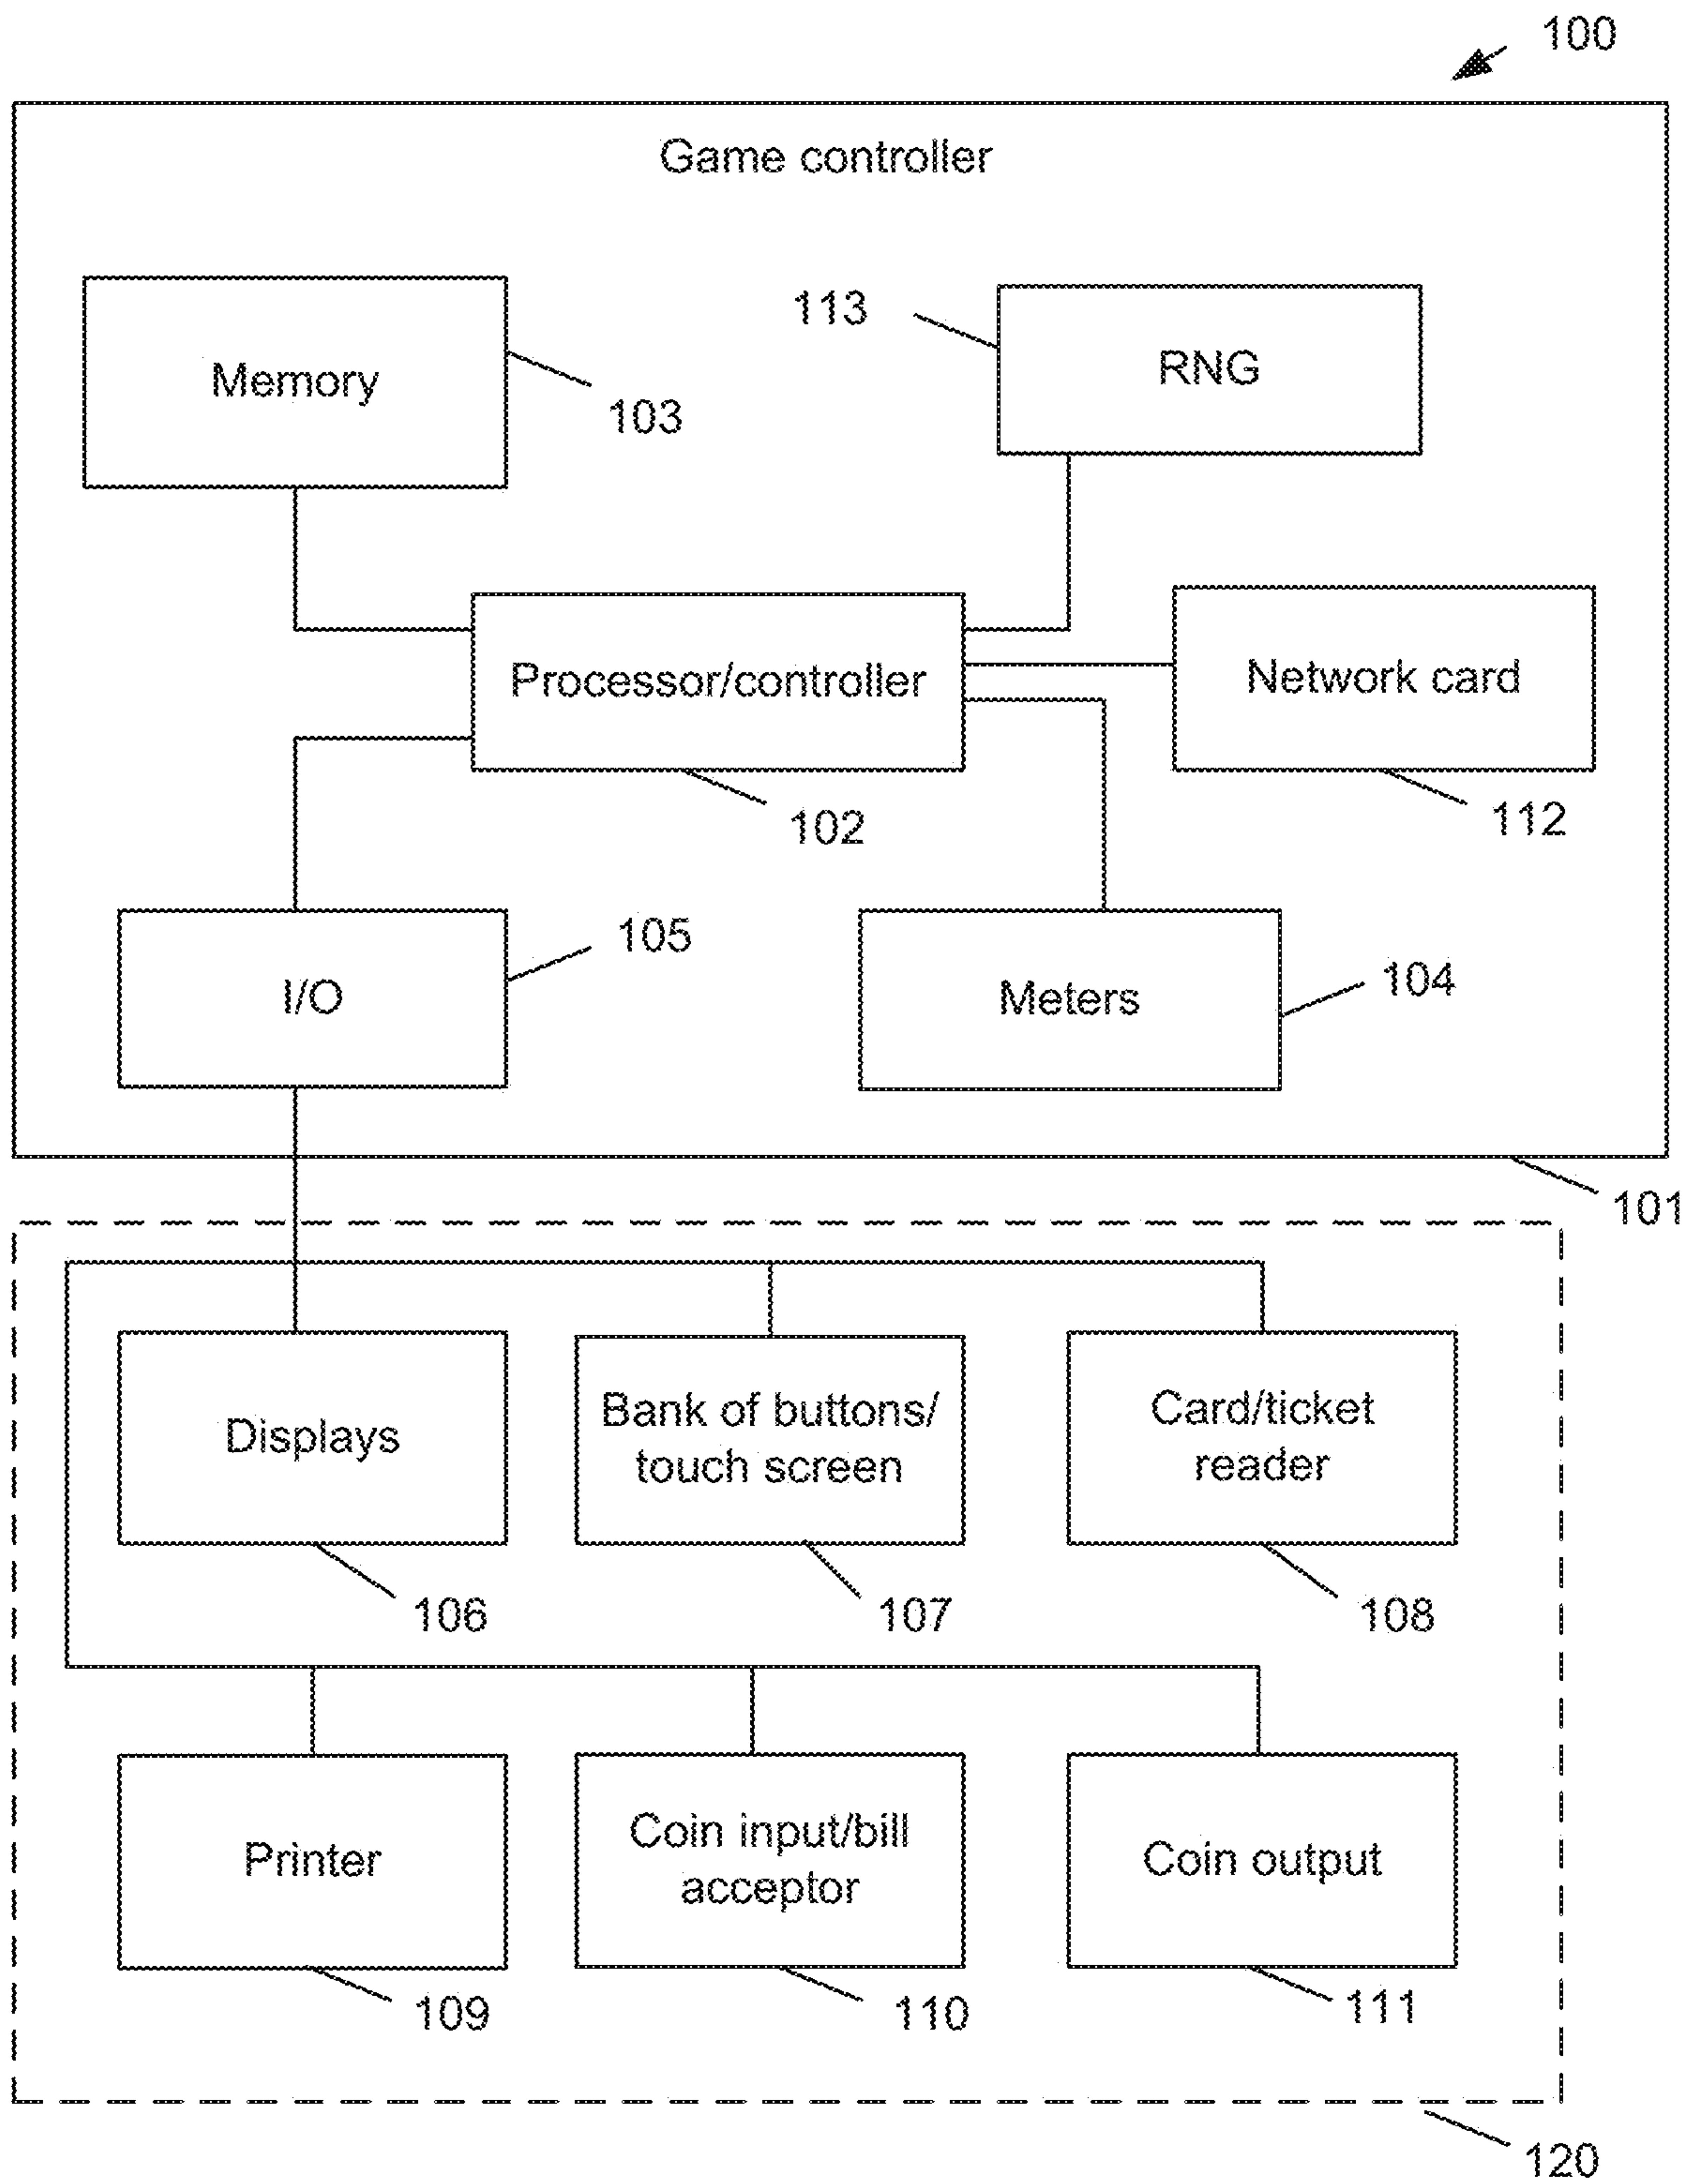 100
Game controller
113
RNG
Memory
103
Processor/controller
Network card
102
112
105
I/O
104
Meters
101
Displays
Bank of buttons/
touch screen
Card/ticket
reader
106
107
108
Printer
Coin input/bill
acceptor
Coin output
109
110
111
120